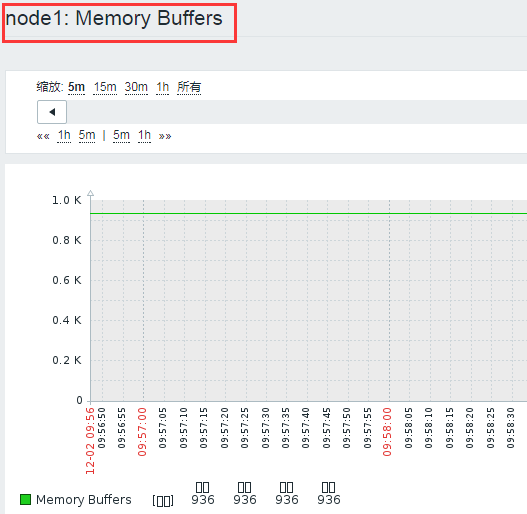 node1: Memory Buffers
缩放: 5m 15m 30m 1h 所有
«« 1h 5m | 5m 1h »»
1.0 K
0.8 K
0.6 K
0.4 K
0.2 K
0
12-02 09:56
09:56:50
09:56:55
09:57:00
09:57:05
09:57:10
09:57:15
09:57:20
09:57:25
09:57:30
09:57:35
09:57:40
09:57:45
09:57:50
09:57:55
09:58:00
09:58:05
09:58:10
09:58:15
09:58:20
09:58:25
09:58:30
□□ □□ □□ □□
Memory Buffers [□□] 936 936 936 936